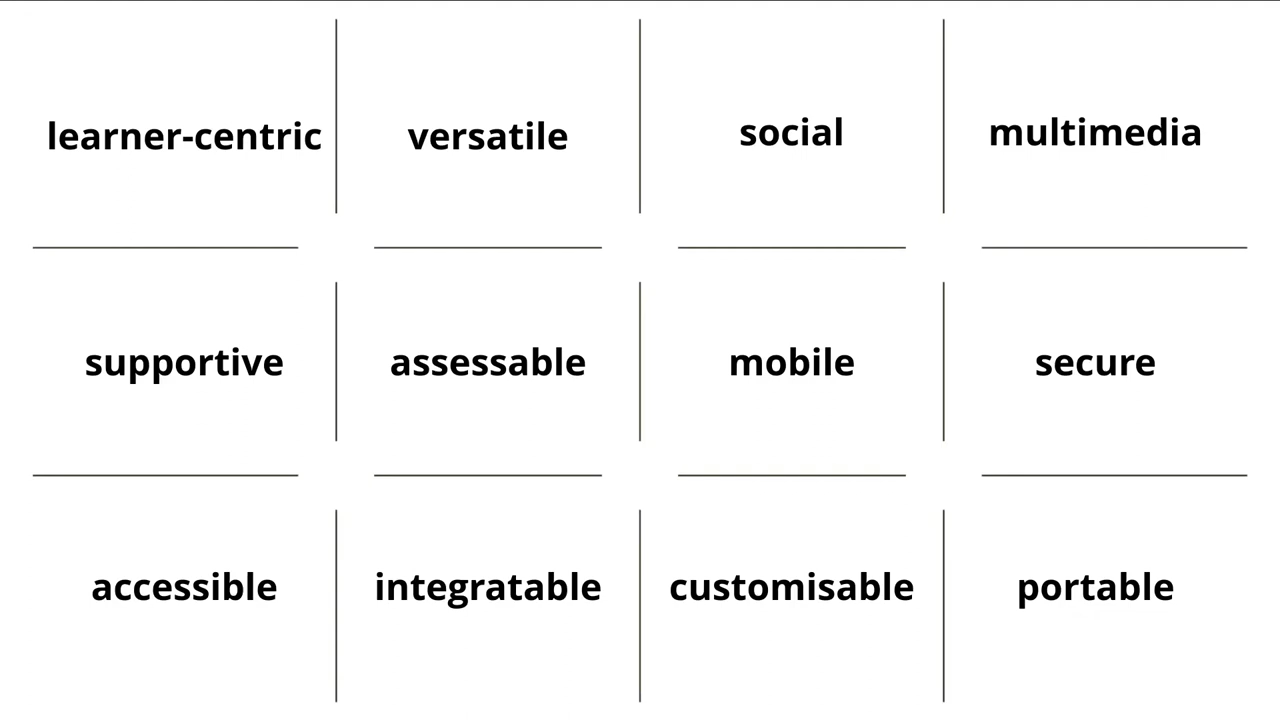 learner-centric versatile social multimedia
supportive assessable mobile secure
accessible integratable customisable portable